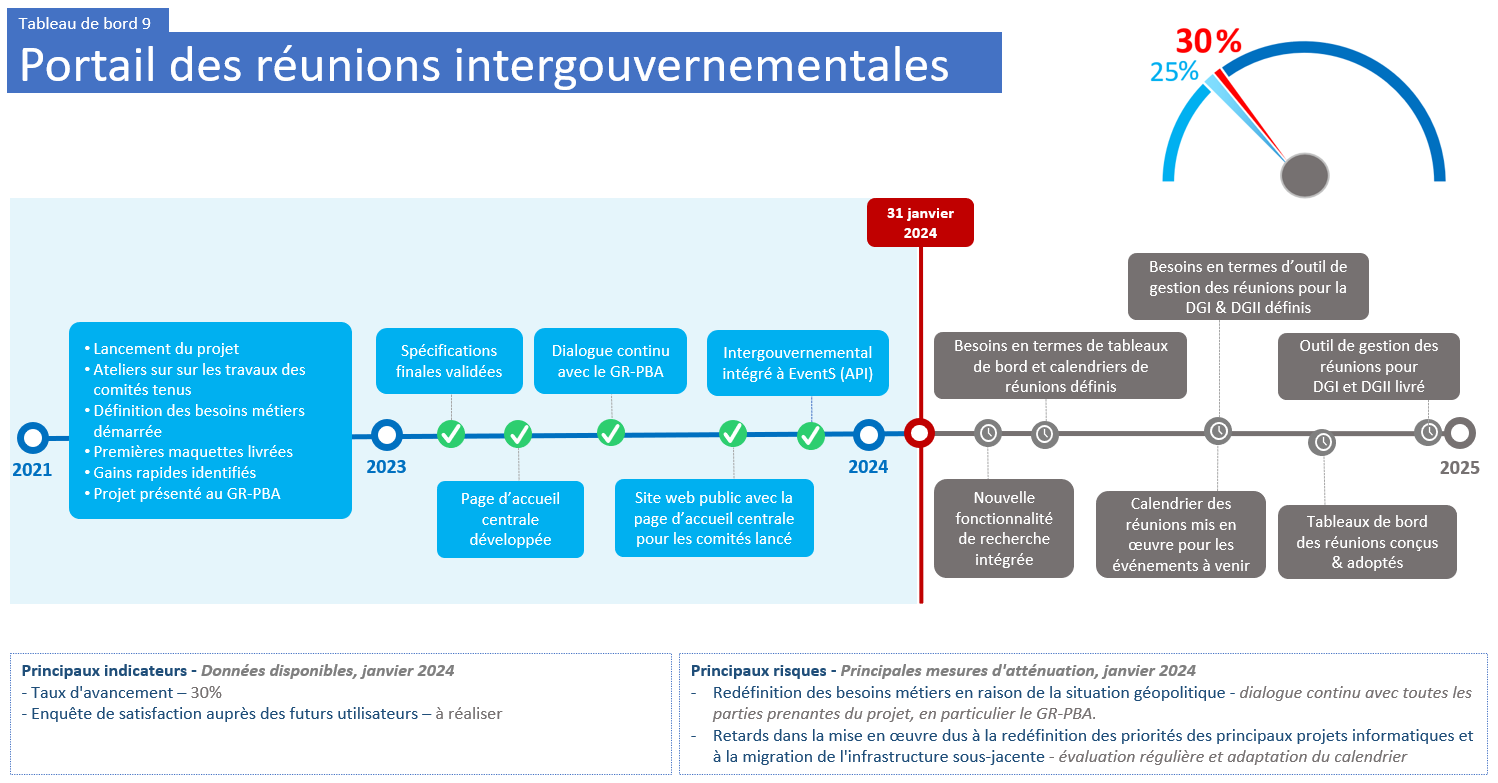 Tableau de bord 9
Portail des réunions intergouvernementales
30 %
25%
31 janvier
2024
• Lancement du projet
• Ateliers sur sur les travaux des
comités tenus
• Définition des besoins métiers
démarrée
• Premières maquettes livrées
• Gains rapides identifiés
• Projet présenté au GR-PBA
Spécifications
finales validées
Dialogue continu
avec le GR-PBA
Intergouvernemental
intégré à EventS (API)
Besoins en termes de tableaux
de bord et calendriers de
réunions définis
Besoins en termes d’outil de
gestion des réunions pour la
DGI & DGII définis
Outil de gestion des
réunions pour
DGI et DGII livré
2021
2023
2024
2025
Page d’accueil
centrale
développée
Site web public avec la
page d’accueil centrale
pour les comités lancé
Nouvelle
fonctionnalité
de recherche
intégrée
Calendrier des
réunions mis en
œuvre pour les
événements à venir
Tableaux de bord
des réunions conçus
& adoptés
Principaux indicateurs - Données disponibles, janvier 2024
- Taux d'avancement – 30%
- Enquête de satisfaction auprès des futurs utilisateurs – à réaliser
Principaux risques - Principales mesures d'atténuation, janvier 2024
- Redéfinition des besoins métiers en raison de la situation géopolitique - dialogue continu avec toutes les
parties prenantes du projet, en particulier le GR-PBA.
- Retards dans la mise en œuvre dus à la redéfinition des priorités des principaux projets informatiques et
à la migration de l'infrastructure sous-jacente - évaluation régulière et adaptation du calendrier